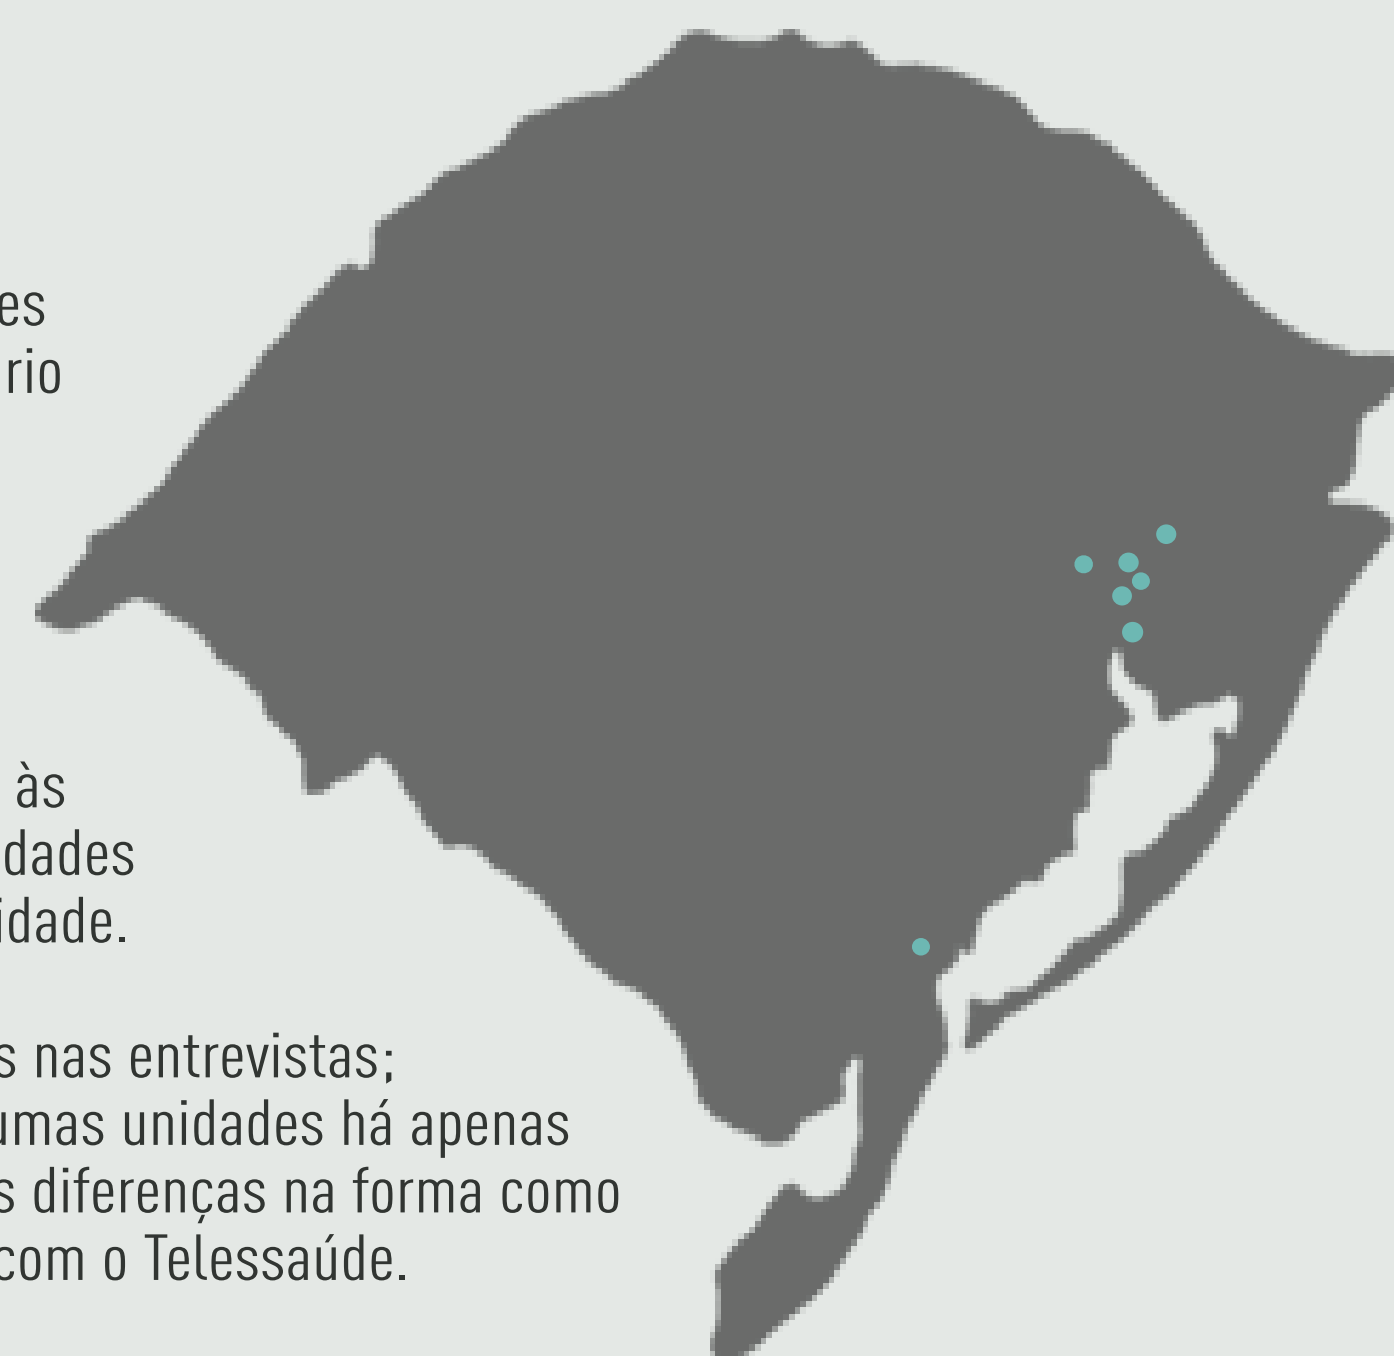 es
rio
às
dades
idade.
s nas entrevistas;
umas unidades há apenas
s diferenças na forma como
com o Telessaúde.